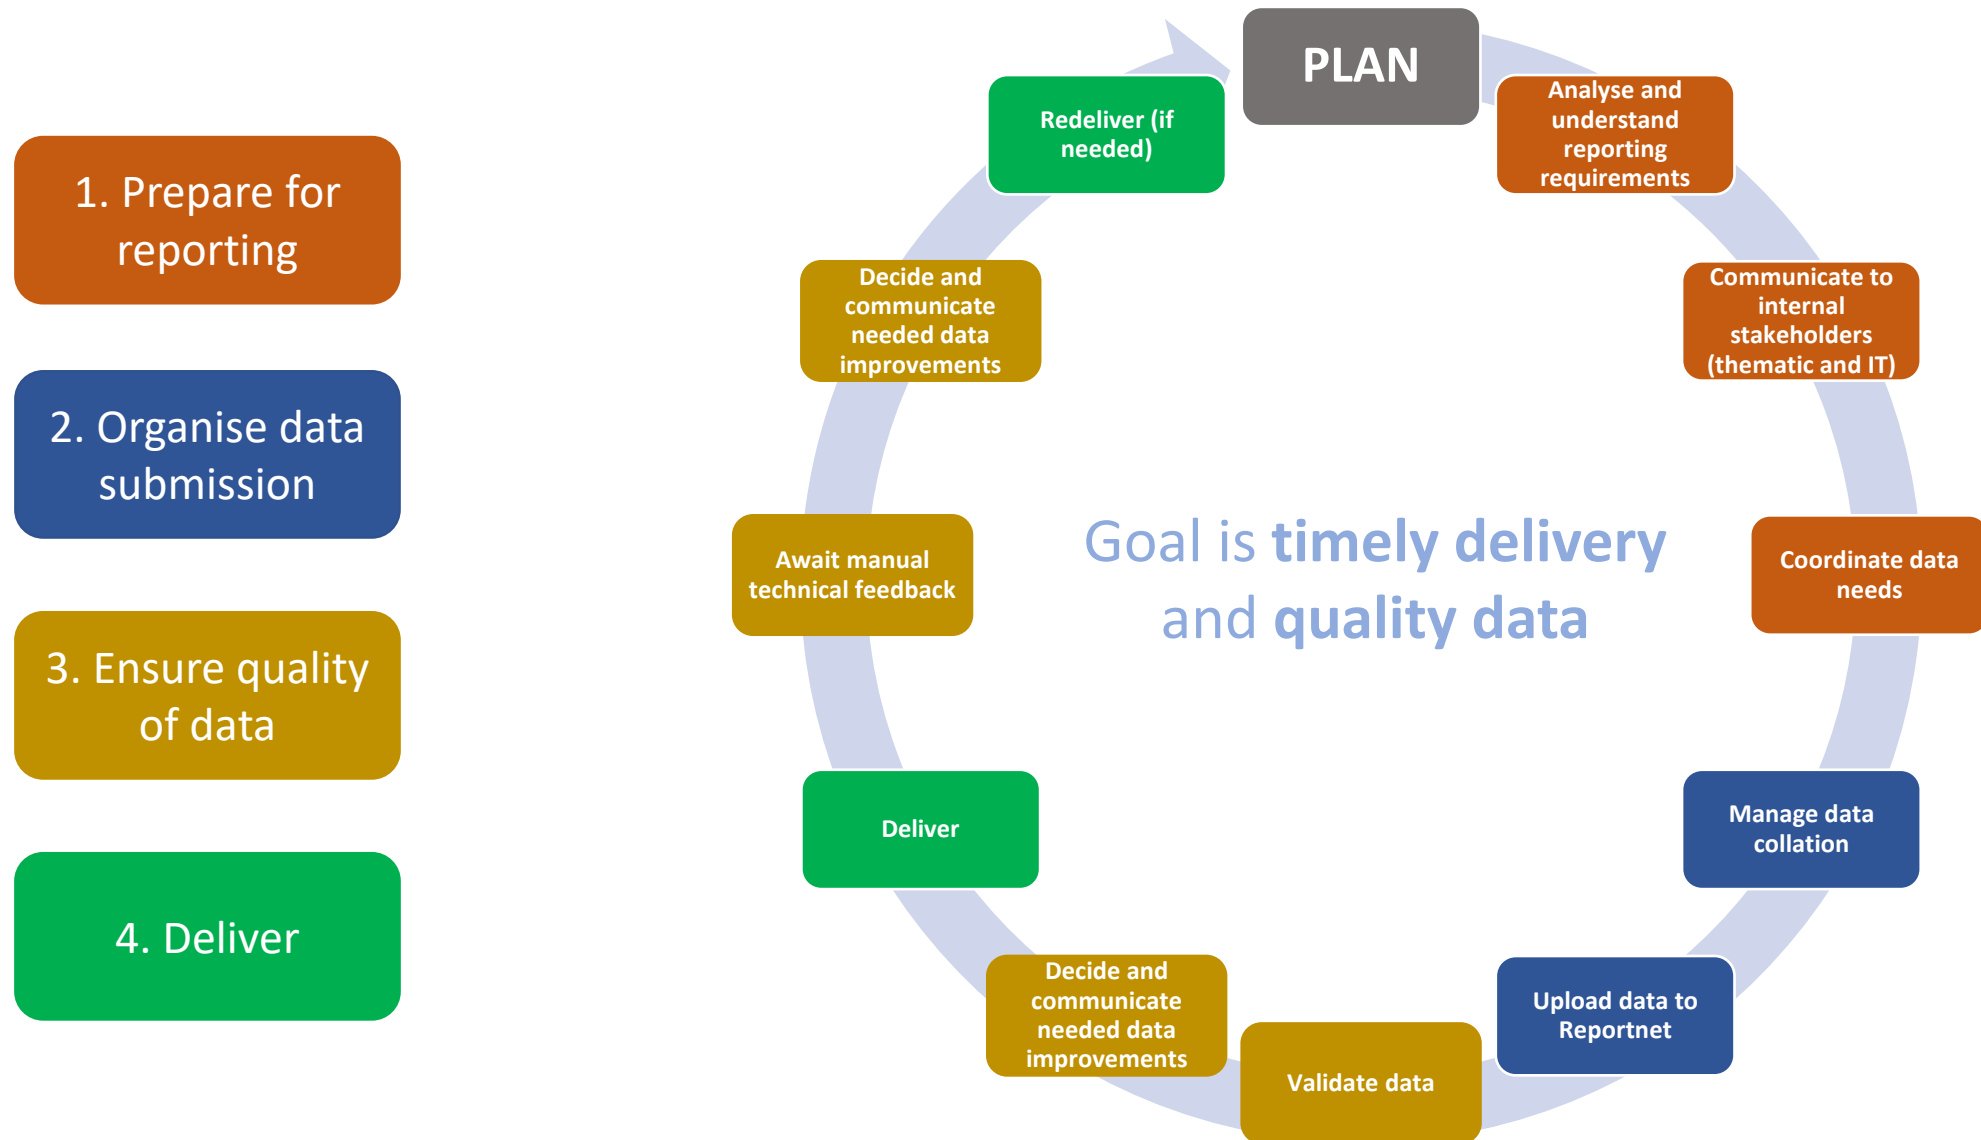 1. Prepare for
reporting
2. Organise data
submission
3. Ensure quality
of data
4. Deliver
PLAN
Analyse and
understand
reporting
requirements
Communicate to
internal
stakeholders
(thematic and IT)
Coordinate data
needs
Manage data
collation
Upload data to
Reportnet
Validate data
Decide and
communicate
needed data
improvements
Deliver
Await manual
technical feedback
Decide and
communicate
needed data
improvements
Redeliver (if
needed)
Goal is timely delivery
and quality data